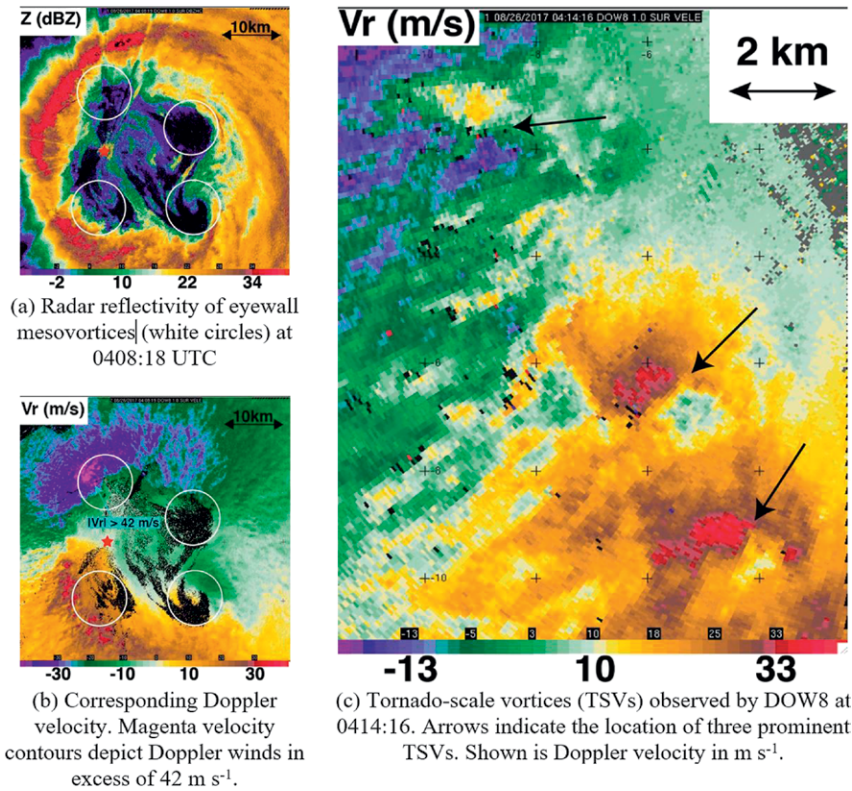 Z (dBZ)
10km
-2 10 22 34
(a) Radar reflectivity of eyewall
mesovortices (white circles) at
0408:18 UTC
Vr (m/s)
10km
IVrI > 42 m/s
-30 -10 10 30
(b) Corresponding Doppler
velocity. Magenta velocity
contours depict Doppler winds in
excess of 42 m s-1.
Vr (m/s)
1 08/26/2017 04:14:16 DOW8 1.0 SUR VELE
2 km
-6
-8
-10
-13 -5 3 10 18 25 33
-13 10 33
(c) Tornado-scale vortices (TSVs) observed by DOW8 at
0414:16. Arrows indicate the location of three prominent
TSVs. Shown is Doppler velocity in m s-1.